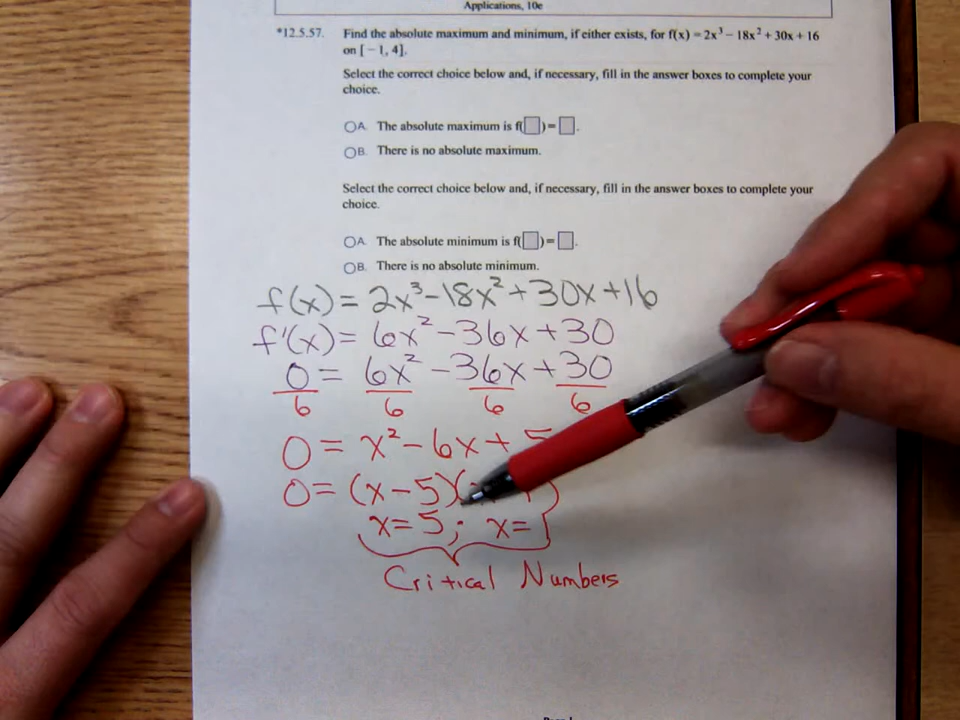 Applications, 10e
*12.5.57. Find the absolute maximum and minimum, if either exists, for f(x) = 2x³ − 18x² + 30x + 16
on [ − 1, 4].
Select the correct choice below and, if necessary, fill in the answer boxes to complete your
choice.
A. The absolute maximum is f( ) = .
B. There is no absolute maximum.
Select the correct choice below and, if necessary, fill in the answer boxes to complete your
choice.
A. The absolute minimum is f( ) = .
B. There is no absolute minimum.
f(x) = 2x³ - 18x² + 30x + 16
f'(x) = 6x² - 36x + 30
0 = 6x² - 36x + 30
6 6 6 6
0 = x² - 6x + 5
0 = (x - 5)(
x = 5 ; x =
Critical Numbers